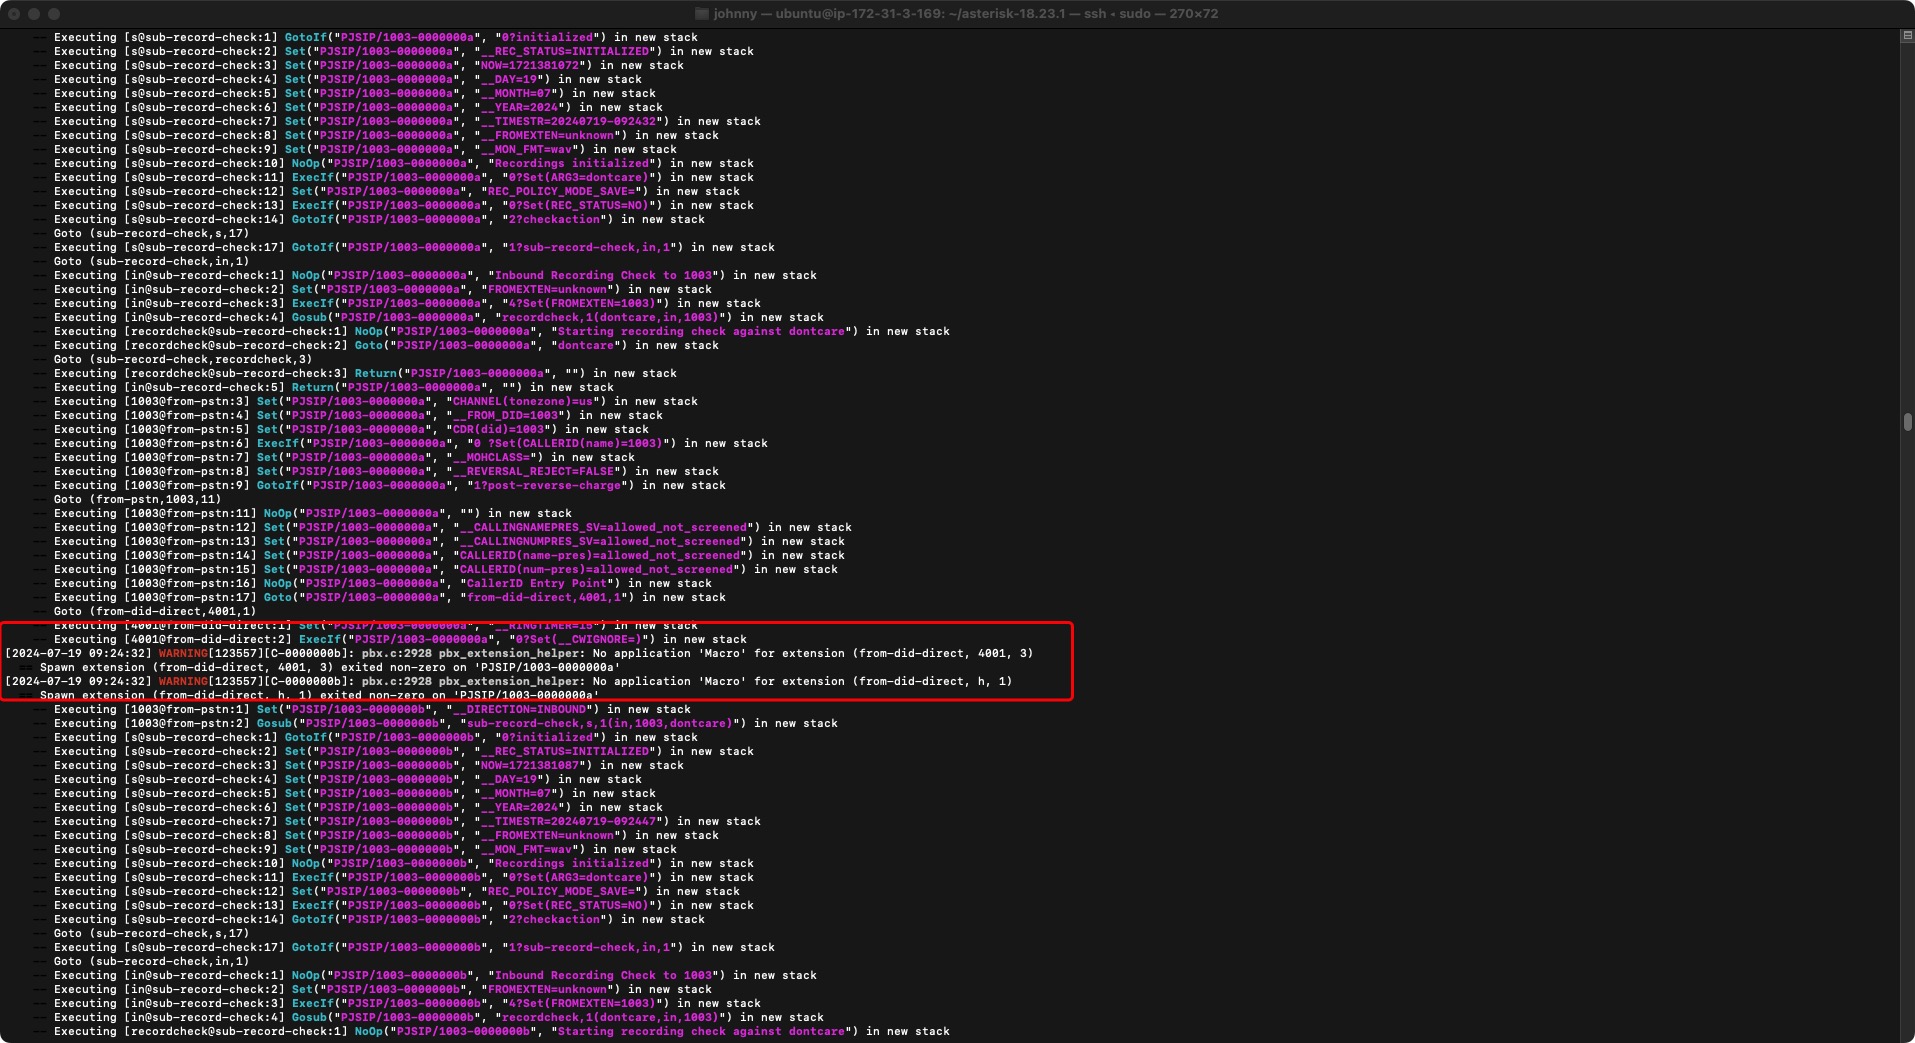 johnny — ubuntu@ip-172-31-3-169: ~/asterisk-18.23.1 — ssh ◂ sudo — 270×72
-- Executing [s@sub-record-check:1] GotoIf("PJSIP/1003-0000000a", "0?initialized") in new stack
-- Executing [s@sub-record-check:2] Set("PJSIP/1003-0000000a", "__REC_STATUS=INITIALIZED") in new stack
-- Executing [s@sub-record-check:3] Set("PJSIP/1003-0000000a", "NOW=1721381072") in new stack
-- Executing [s@sub-record-check:4] Set("PJSIP/1003-0000000a", "__DAY=19") in new stack
-- Executing [s@sub-record-check:5] Set("PJSIP/1003-0000000a", "__MONTH=07") in new stack
-- Executing [s@sub-record-check:6] Set("PJSIP/1003-0000000a", "__YEAR=2024") in new stack
-- Executing [s@sub-record-check:7] Set("PJSIP/1003-0000000a", "__TIMESTR=20240719-092432") in new stack
-- Executing [s@sub-record-check:8] Set("PJSIP/1003-0000000a", "__FROMEXTEN=unknown") in new stack
-- Executing [s@sub-record-check:9] Set("PJSIP/1003-0000000a", "__MON_FMT=wav") in new stack
-- Executing [s@sub-record-check:10] NoOp("PJSIP/1003-0000000a", "Recordings initialized") in new stack
-- Executing [s@sub-record-check:11] ExecIf("PJSIP/1003-0000000a", "0?Set(ARG3=dontcare)") in new stack
-- Executing [s@sub-record-check:12] Set("PJSIP/1003-0000000a", "REC_POLICY_MODE_SAVE=") in new stack
-- Executing [s@sub-record-check:13] ExecIf("PJSIP/1003-0000000a", "0?Set(REC_STATUS=NO)") in new stack
-- Executing [s@sub-record-check:14] GotoIf("PJSIP/1003-0000000a", "2?checkaction") in new stack
-- Goto (sub-record-check,s,17)
-- Executing [s@sub-record-check:17] GotoIf("PJSIP/1003-0000000a", "1?sub-record-check,in,1") in new stack
-- Goto (sub-record-check,in,1)
-- Executing [in@sub-record-check:1] NoOp("PJSIP/1003-0000000a", "Inbound Recording Check to 1003") in new stack
-- Executing [in@sub-record-check:2] Set("PJSIP/1003-0000000a", "FROMEXTEN=unknown") in new stack
-- Executing [in@sub-record-check:3] ExecIf("PJSIP/1003-0000000a", "4?Set(FROMEXTEN=1003)") in new stack
-- Executing [in@sub-record-check:4] Gosub("PJSIP/1003-0000000a", "recordcheck,1(dontcare,in,1003)") in new stack
-- Executing [recordcheck@sub-record-check:1] NoOp("PJSIP/1003-0000000a", "Starting recording check against dontcare") in new stack
-- Executing [recordcheck@sub-record-check:2] Goto("PJSIP/1003-0000000a", "dontcare") in new stack
-- Goto (sub-record-check,recordcheck,3)
-- Executing [recordcheck@sub-record-check:3] Return("PJSIP/1003-0000000a", "") in new stack
-- Executing [in@sub-record-check:5] Return("PJSIP/1003-0000000a", "") in new stack
-- Executing [1003@from-pstn:3] Set("PJSIP/1003-0000000a", "CHANNEL(tonezone)=us") in new stack
-- Executing [1003@from-pstn:4] Set("PJSIP/1003-0000000a", "__FROM_DID=1003") in new stack
-- Executing [1003@from-pstn:5] Set("PJSIP/1003-0000000a", "CDR(did)=1003") in new stack
-- Executing [1003@from-pstn:6] ExecIf("PJSIP/1003-0000000a", "0 ?Set(CALLERID(name)=1003)") in new stack
-- Executing [1003@from-pstn:7] Set("PJSIP/1003-0000000a", "__MOHCLASS=") in new stack
-- Executing [1003@from-pstn:8] Set("PJSIP/1003-0000000a", "__REVERSAL_REJECT=FALSE") in new stack
-- Executing [1003@from-pstn:9] GotoIf("PJSIP/1003-0000000a", "1?post-reverse-charge") in new stack
-- Goto (from-pstn,1003,11)
-- Executing [1003@from-pstn:11] NoOp("PJSIP/1003-0000000a", "") in new stack
-- Executing [1003@from-pstn:12] Set("PJSIP/1003-0000000a", "__CALLINGNAMEPRES_SV=allowed_not_screened") in new stack
-- Executing [1003@from-pstn:13] Set("PJSIP/1003-0000000a", "__CALLINGNUMPRES_SV=allowed_not_screened") in new stack
-- Executing [1003@from-pstn:14] Set("PJSIP/1003-0000000a", "CALLERID(name-pres)=allowed_not_screened") in new stack
-- Executing [1003@from-pstn:15] Set("PJSIP/1003-0000000a", "CALLERID(num-pres)=allowed_not_screened") in new stack
-- Executing [1003@from-pstn:16] NoOp("PJSIP/1003-0000000a", "CallerID Entry Point") in new stack
-- Executing [1003@from-pstn:17] Goto("PJSIP/1003-0000000a", "from-did-direct,4001,1") in new stack
-- Goto (from-did-direct,4001,1)
-- Executing [4001@from-did-direct:1] Set("PJSIP/1003-0000000a", "__RINGTIMER=15") in new stack
-- Executing [4001@from-did-direct:2] ExecIf("PJSIP/1003-0000000a", "0?Set(__CWIGNORE=)") in new stack
[2024-07-19 09:24:32] WARNING[123557][C-0000000b]: pbx.c:2928 pbx_extension_helper: No application 'Macro' for extension (from-did-direct, 4001, 3)
== Spawn extension (from-did-direct, 4001, 3) exited non-zero on 'PJSIP/1003-0000000a'
[2024-07-19 09:24:32] WARNING[123557][C-0000000b]: pbx.c:2928 pbx_extension_helper: No application 'Macro' for extension (from-did-direct, h, 1)
== Spawn extension (from-did-direct, h, 1) exited non-zero on 'PJSIP/1003-0000000a'
-- Executing [1003@from-pstn:1] Set("PJSIP/1003-0000000b", "__DIRECTION=INBOUND") in new stack
-- Executing [1003@from-pstn:2] Gosub("PJSIP/1003-0000000b", "sub-record-check,s,1(in,1003,dontcare)") in new stack
-- Executing [s@sub-record-check:1] GotoIf("PJSIP/1003-0000000b", "0?initialized") in new stack
-- Executing [s@sub-record-check:2] Set("PJSIP/1003-0000000b", "__REC_STATUS=INITIALIZED") in new stack
-- Executing [s@sub-record-check:3] Set("PJSIP/1003-0000000b", "NOW=1721381087") in new stack
-- Executing [s@sub-record-check:4] Set("PJSIP/1003-0000000b", "__DAY=19") in new stack
-- Executing [s@sub-record-check:5] Set("PJSIP/1003-0000000b", "__MONTH=07") in new stack
-- Executing [s@sub-record-check:6] Set("PJSIP/1003-0000000b", "__YEAR=2024") in new stack
-- Executing [s@sub-record-check:7] Set("PJSIP/1003-0000000b", "__TIMESTR=20240719-092447") in new stack
-- Executing [s@sub-record-check:8] Set("PJSIP/1003-0000000b", "__FROMEXTEN=unknown") in new stack
-- Executing [s@sub-record-check:9] Set("PJSIP/1003-0000000b", "__MON_FMT=wav") in new stack
-- Executing [s@sub-record-check:10] NoOp("PJSIP/1003-0000000b", "Recordings initialized") in new stack
-- Executing [s@sub-record-check:11] ExecIf("PJSIP/1003-0000000b", "0?Set(ARG3=dontcare)") in new stack
-- Executing [s@sub-record-check:12] Set("PJSIP/1003-0000000b", "REC_POLICY_MODE_SAVE=") in new stack
-- Executing [s@sub-record-check:13] ExecIf("PJSIP/1003-0000000b", "0?Set(REC_STATUS=NO)") in new stack
-- Executing [s@sub-record-check:14] GotoIf("PJSIP/1003-0000000b", "2?checkaction") in new stack
-- Goto (sub-record-check,s,17)
-- Executing [s@sub-record-check:17] GotoIf("PJSIP/1003-0000000b", "1?sub-record-check,in,1") in new stack
-- Goto (sub-record-check,in,1)
-- Executing [in@sub-record-check:1] NoOp("PJSIP/1003-0000000b", "Inbound Recording Check to 1003") in new stack
-- Executing [in@sub-record-check:2] Set("PJSIP/1003-0000000b", "FROMEXTEN=unknown") in new stack
-- Executing [in@sub-record-check:3] ExecIf("PJSIP/1003-0000000b", "4?Set(FROMEXTEN=1003)") in new stack
-- Executing [in@sub-record-check:4] Gosub("PJSIP/1003-0000000b", "recordcheck,1(dontcare,in,1003)") in new stack
-- Executing [recordcheck@sub-record-check:1] NoOp("PJSIP/1003-0000000b", "Starting recording check against dontcare") in new stack